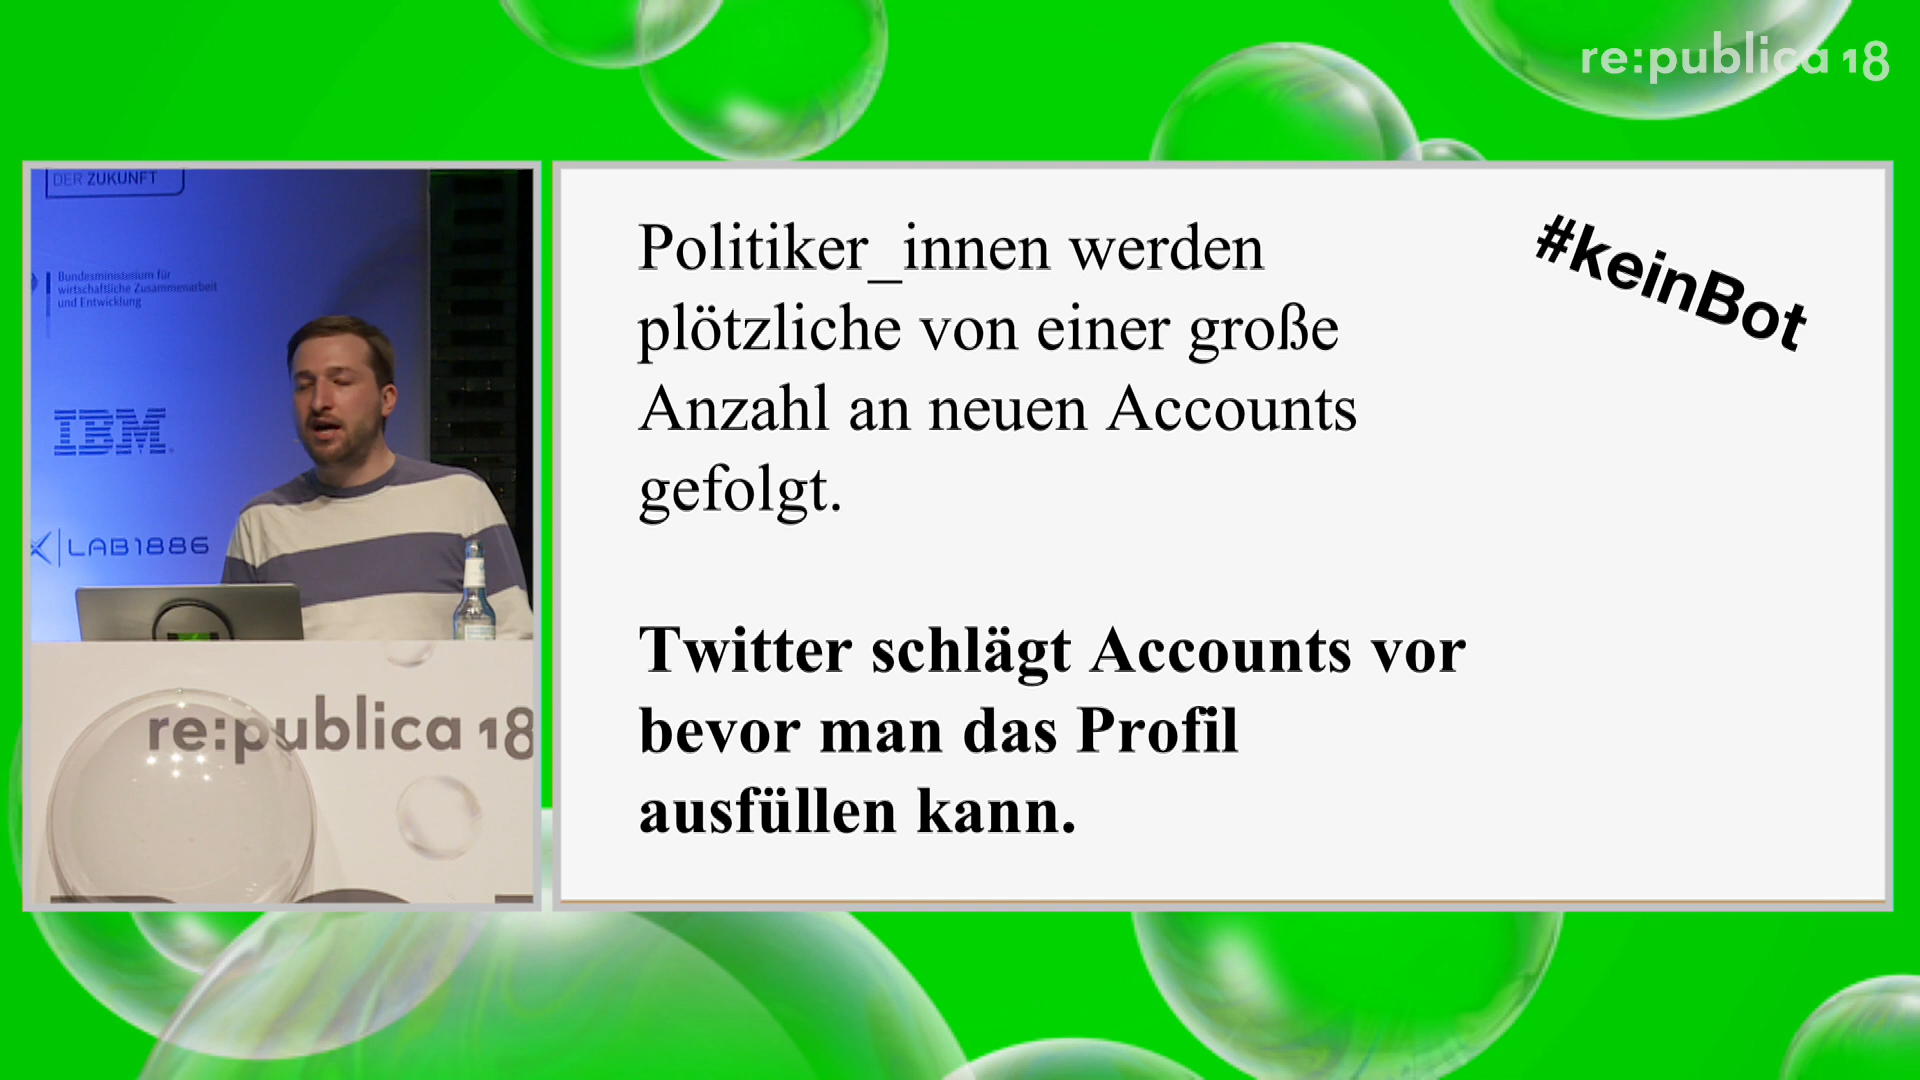 re:publica 18
DER ZUKUNFT
Bundesministerium für
wirtschaftliche Zusammenarbeit
und Entwicklung
IBM
LAB1886
re:publica 18
Politiker_innen werden
plötzliche von einer große
Anzahl an neuen Accounts
gefolgt.
Twitter schlägt Accounts vor
bevor man das Profil
ausfüllen kann.
#keinBot